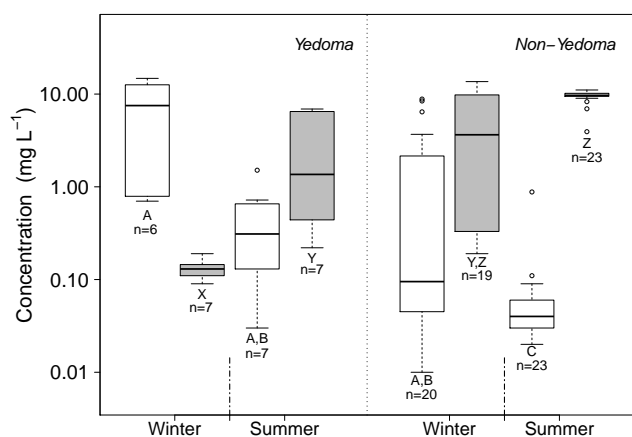 Yedoma
Non−Yedoma
Concentration (mg L−1)
10.00
1.00
0.10
0.01
A
n=6
X
n=7
A,B
n=7
Y
n=7
A,B
n=20
Y,Z
n=19
C
n=23
Z
n=23
Winter
Summer
Winter
Summer